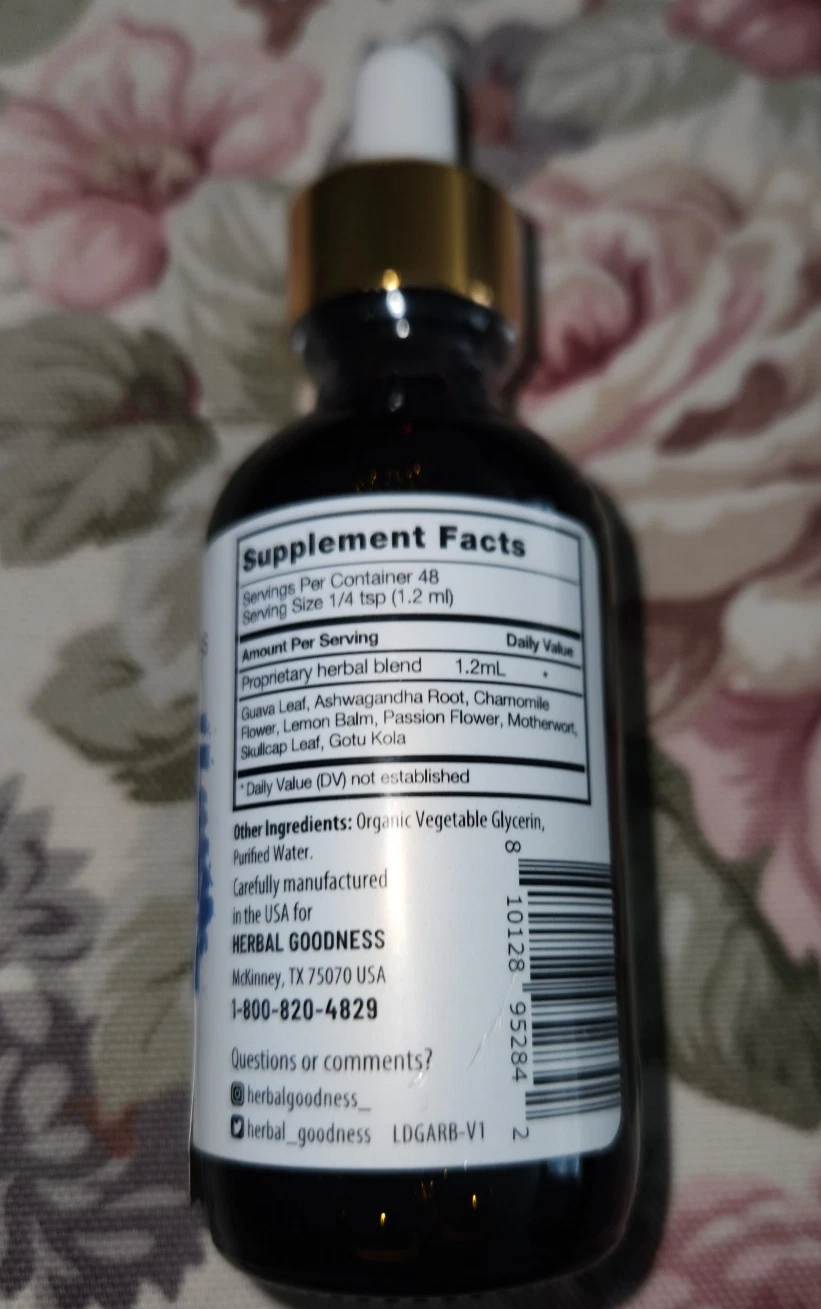 Supplement Facts
Servings Per Container 48
Serving Size 1/4 tsp (1.2 ml)
Amount Per Serving Daily Value
Proprietary herbal blend 1.2mL *
Guava Leaf, Ashwagandha Root, Chamomile
Flower, Lemon Balm, Passion Flower, Motherwort,
Skullcap Leaf, Gotu Kola
*Daily Value (DV) not established
Other Ingredients: Organic Vegetable Glycerin,
Purified Water.
Carefully manufactured
in the USA for
HERBAL GOODNESS
McKinney, TX 75070 USA
1-800-820-4829
Questions or comments?
herbalgoodness_
herbal_goodness LDGARB-V1
8 10128 95284 2